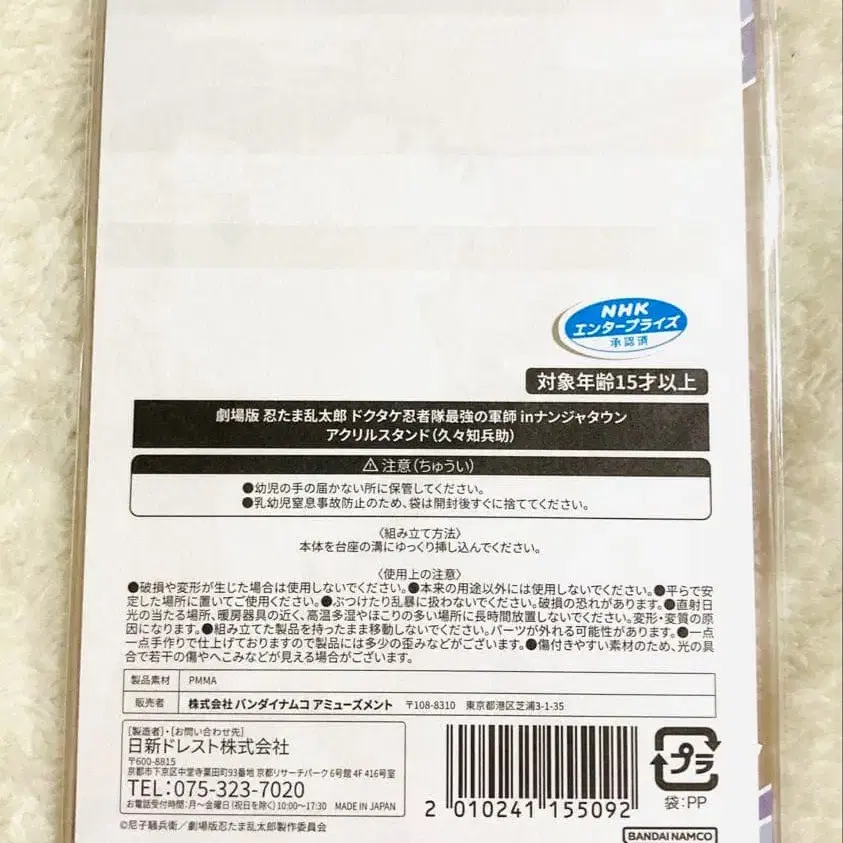 NHK
エンタープライズ
承認済
対象年齢15才以上
劇場版 忍たま乱太郎 ドクタケ忍者隊最強の軍師 inナンジャタウン
アクリルスタンド(久々知兵助)
⚠注意(ちゅうい)
●幼児の手の届かない所に保管してください。
●乳幼児窒息事故防止のため、袋は開封後すぐに捨ててください。
〈組み立て方法〉
本体を台座の溝にゆっくり挿し込んでください。
〈使用上の注意〉
●破損や変形が生じた場合は使用しないでください。●本来の用途以外には使用しないでください。●平らで安
定した場所に置いてご使用ください。●ぶつけたり乱暴に扱わないでください。破損の恐れがあります。●直射日
光の当たる場所、暖房器具の近く、高温多湿やほこりの多い場所に長時間放置しないでください。変形・変質の原
因になります。●組み立てた製品を持ったまま移動しないでください。パーツが外れる可能性があります。●一点
一点手作りで仕上げておりますので製品には多少の歪みなどがございます。●傷付きやすい素材のため、光の具
合で若干の傷やへこみなどが見える場合がございます。
製品素材 PMMA
販売者 株式会社 バンダイナムコ アミューズメント 〒108-8310 東京都港区芝浦3-1-35
[製造者]・[お問い合わせ先]
日新ドレスト株式会社
〒600-8815
京都市下京区中堂寺粟田町93番地 京都リサーチパーク 6号館 4F 416号室
TEL:075-323-7020
お電話受付時間:月〜金曜日(祝日を除く)10:00〜17:30 MADE IN JAPAN
©尼子騒兵衛/劇場版忍たま乱太郎製作委員会
2 010241 155092
プラ
袋:PP
BANDAI NAMCO